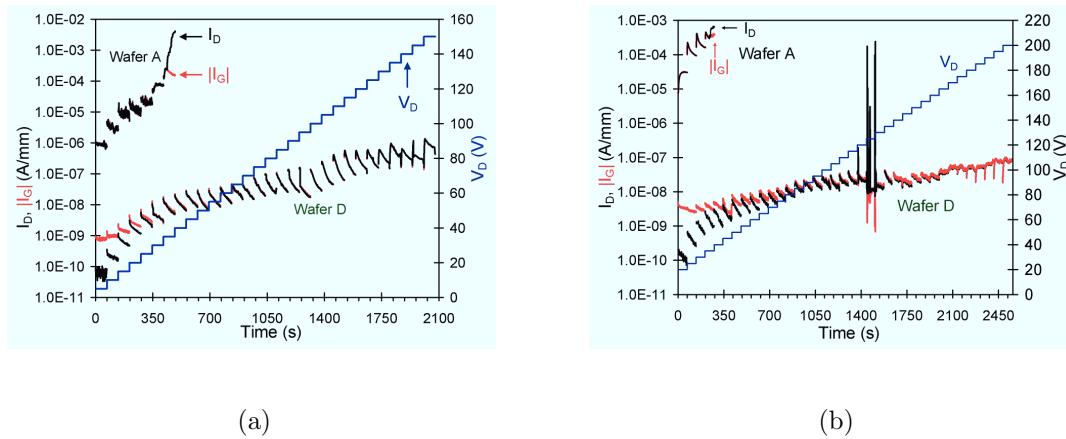 1.0E-02
1.0E-03
1.0E-04
1.0E-05
1.0E-06
1.0E-07
1.0E-08
1.0E-09
1.0E-10
1.0E-11
I_D, |I_G| (A/mm)
Wafer A
I_D
|I_G|
V_D
Wafer D
160
140
120
100
80
60
40
20
0
V_D (V)
0 350 700 1050 1400 1750 2100
Time (s)
(a)
1.0E-03
1.0E-04
1.0E-05
1.0E-06
1.0E-07
1.0E-08
1.0E-09
1.0E-10
1.0E-11
I_D, |I_G| (A/mm)
I_D
Wafer A
|I_G|
V_D
Wafer D
220
200
180
160
140
120
100
80
60
40
20
0
V_D (V)
0 350 700 1050 1400 1750 2100 2450
Time (s)
(b)